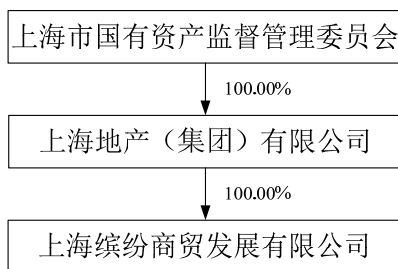 上海市国有资产监督管理委员会
100.00%
上海地产（集团）有限公司
100.00%
上海缤纷商贸发展有限公司